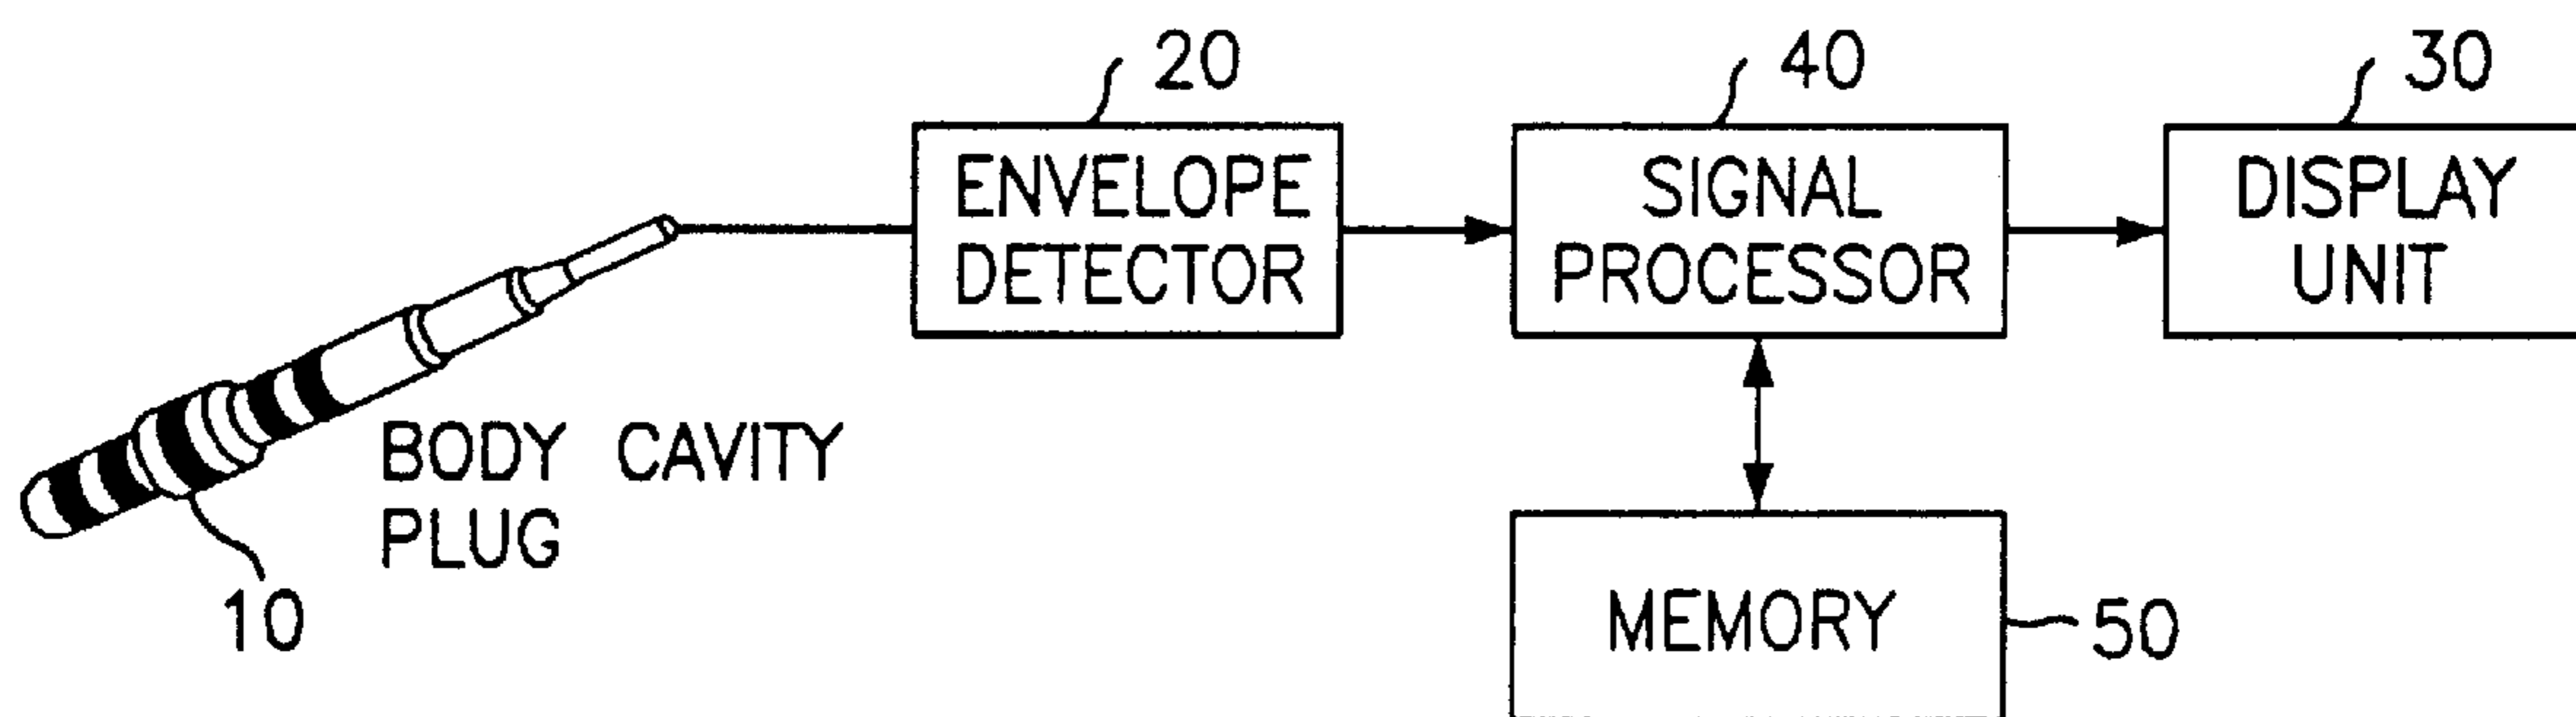 20
40
30
ENVELOPE
DETECTOR
SIGNAL
PROCESSOR
DISPLAY
UNIT
BODY CAVITY
PLUG
10
MEMORY
50